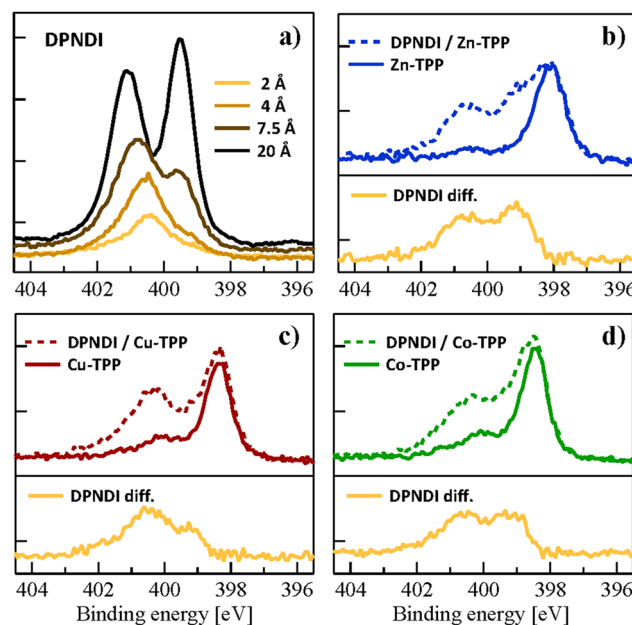 DPNDI
a)
2 Å
4 Å
7.5 Å
20 Å
404 402 400 398 396
b)
DPNDI / Zn-TPP
Zn-TPP
DPNDI diff.
404 402 400 398 396
c)
DPNDI / Cu-TPP
Cu-TPP
DPNDI diff.
404 402 400 398 396
Binding energy [eV]
d)
DPNDI / Co-TPP
Co-TPP
DPNDI diff.
404 402 400 398 396
Binding energy [eV]